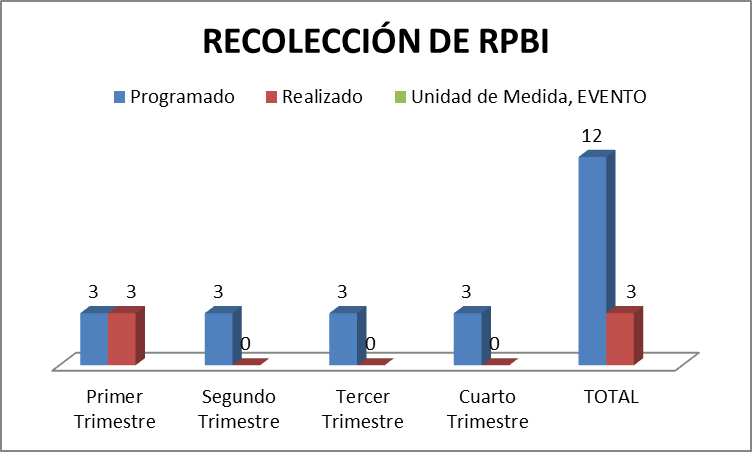 RECOLECCIÓN DE RPBI
Programado Realizado Unidad de Medida, EVENTO
12
3 3 3 3 3 3
0 0 0
Primer Segundo Tercer Cuarto TOTAL
Trimestre Trimestre Trimestre Trimestre